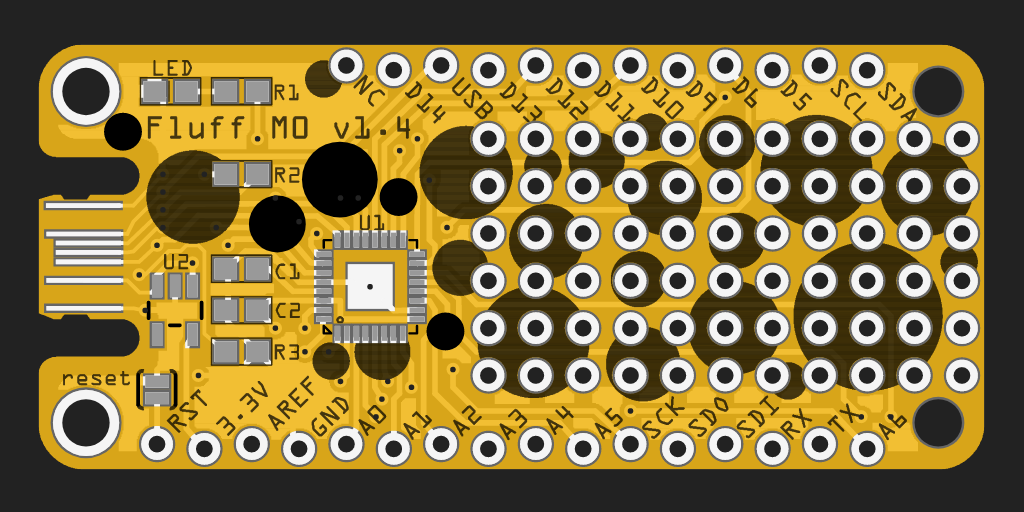 LED
R1
NC
D14
USB
D13
D12
D11
D10
D9
D6
D5
SCL
SDA
Fluff M0 v1.4
R2
U1
U2
C1
C2
R3
reset
RST
3.3V
AREF
GND
A0
A1
A2
A3
A4
A5
SCK
SDO
SDI
RX
TX
A6